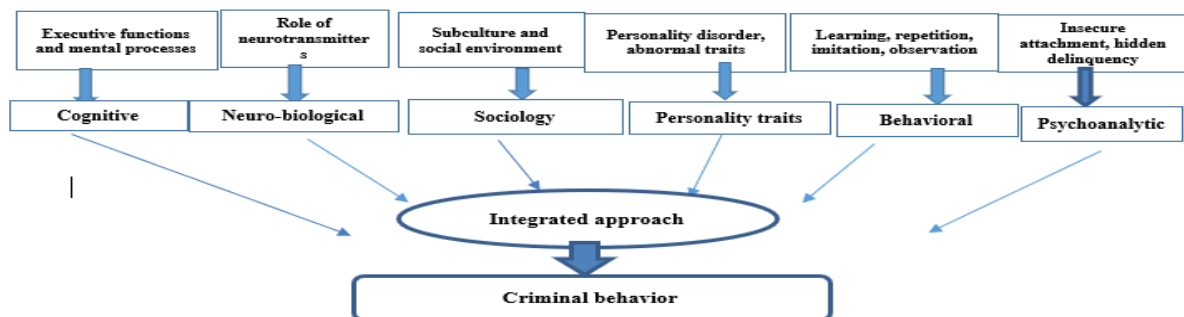 Executive functions
and mental processes
Role of
neurotransmitter
s
Subculture and
social environment
Personality disorder,
abnormal traits
Learning, repetition,
imitation, observation
Insecure
attachment, hidden
delinquency
Cognitive
Neuro-biological
Sociology
Personality traits
Behavioral
Psychoanalytic
Integrated approach
Criminal behavior